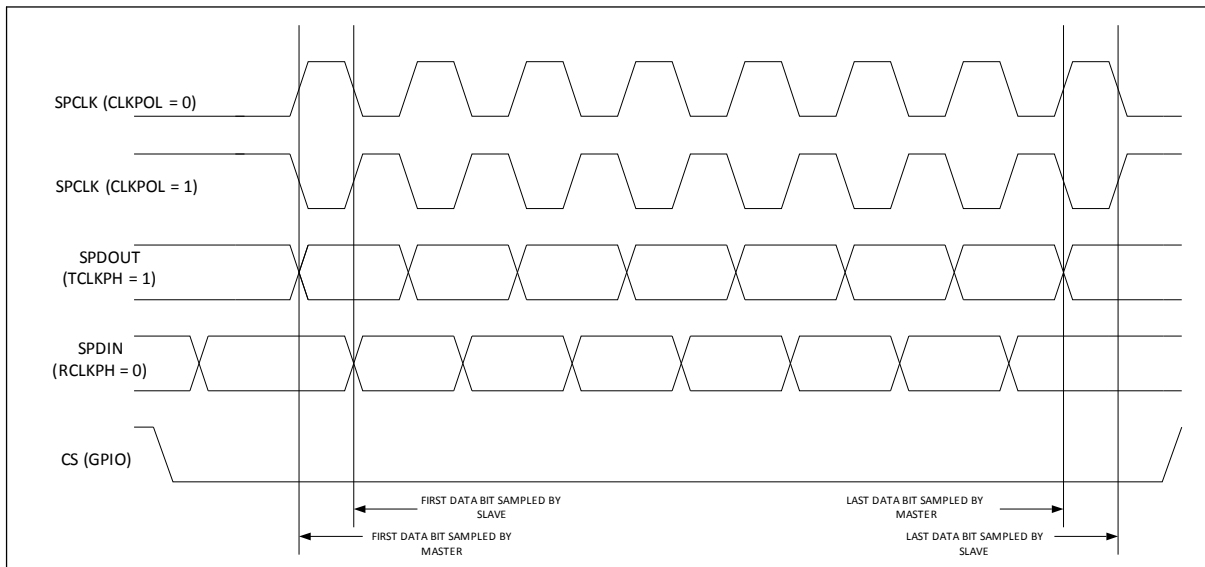 SPCLK (CLKPOL = 0)
SPCLK (CLKPOL = 1)
SPDOUT
(TCLKPH = 1)
SPDIN
(RCLKPH = 0)
CS (GPIO)
FIRST DATA BIT SAMPLED BY
SLAVE
LAST DATA BIT SAMPLED BY
MASTER
FIRST DATA BIT SAMPLED BY
MASTER
LAST DATA BIT SAMPLED BY
SLAVE